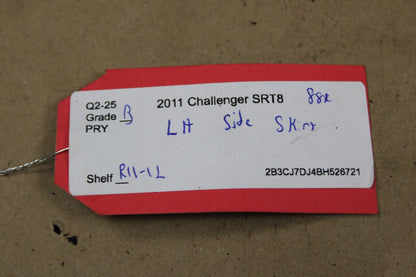 Q2-25 2011 Challenger SRT8 88k
Grade B
PRY LH Side Skirt
Shelf R11-1L 2B3CJ7DJ4BH526721